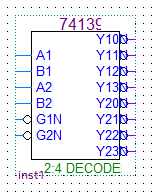 74139
Y10N
A1 Y11N
B1 Y12N
A2 Y13N
B2 Y20N
G1N Y21N
G2N Y22N
Y23N
2:4 DECODE
inst1